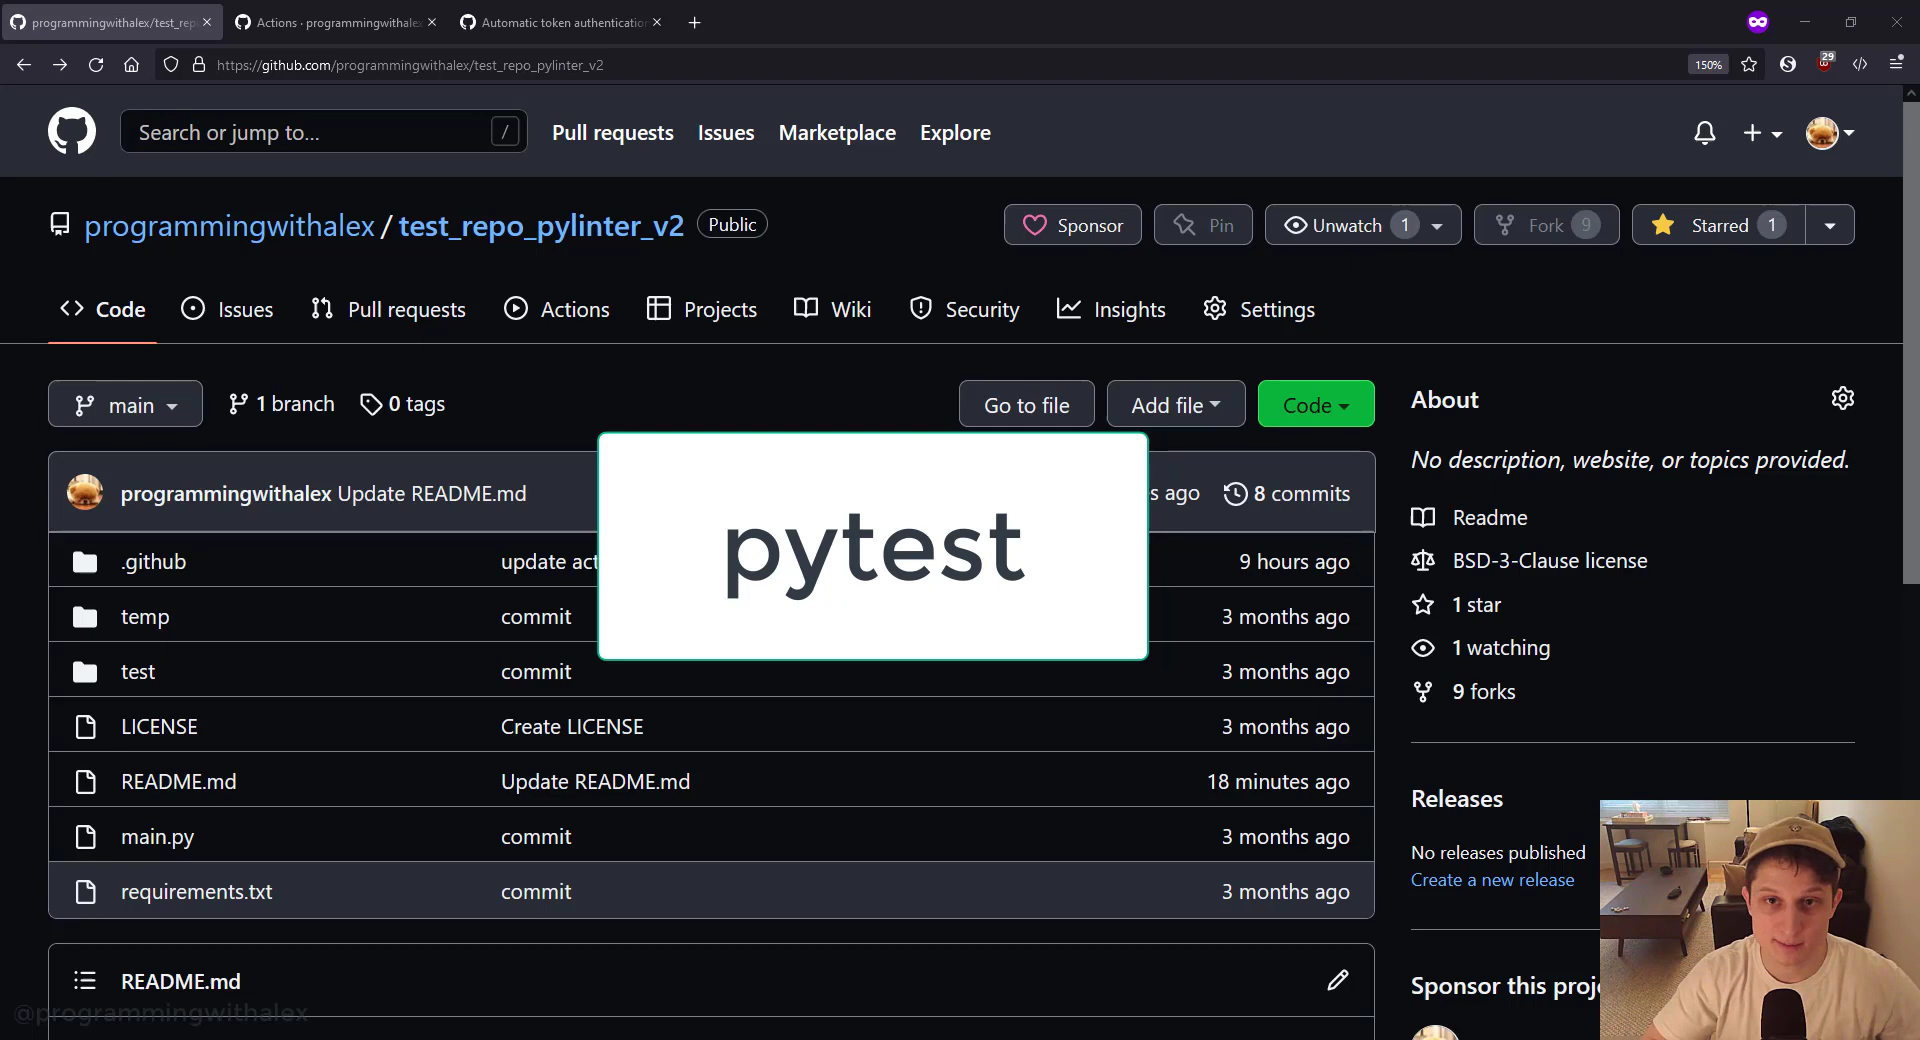 programmingwithalex/test_rep
Actions · programmingwithale
Automatic token authentication
https://github.com/programmingwithalex/test_repo_pylinter_v2
150%
29
Search or jump to...
/
Pull requests
Issues
Marketplace
Explore
programmingwithalex / test_repo_pylinter_v2
Public
Sponsor
Pin
Unwatch 1
Fork 9
Starred 1
Code
Issues
Pull requests
Actions
Projects
Wiki
Security
Insights
Settings
main
1 branch
0 tags
Go to file
Add file
Code
programmingwithalex Update README.md
s ago
8 commits
.github
update act
9 hours ago
temp
commit
3 months ago
test
commit
3 months ago
LICENSE
Create LICENSE
3 months ago
README.md
Update README.md
18 minutes ago
main.py
commit
3 months ago
requirements.txt
commit
3 months ago
pytest
README.md
@programmingwithalex
About
No description, website, or topics provided.
Readme
BSD-3-Clause license
1 star
1 watching
9 forks
Releases
No releases published
Create a new release
Sponsor this proj